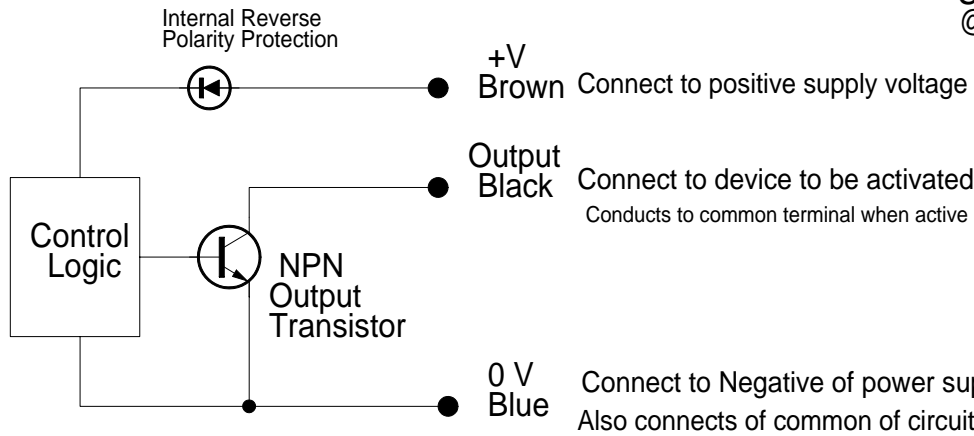 Internal Reverse
Polarity Protection
@
+V
Brown
Connect to positive supply voltage
Output
Black
Connect to device to be activated
Conducts to common terminal when active
Control
Logic
NPN
Output
Transistor
0 V
Blue
Connect to Negative of power sup
Also connects of common of circuit